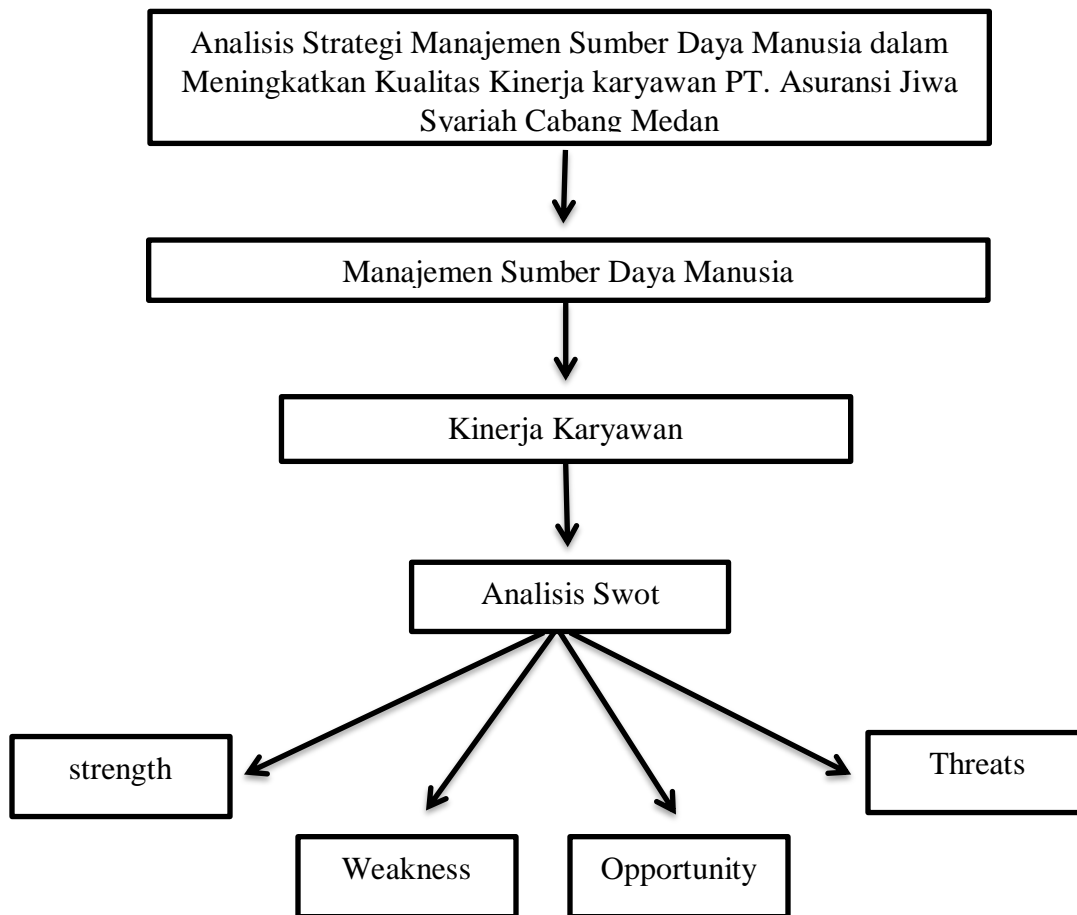 Analisis Strategi Manajemen Sumber Daya Manusia dalam
Meningkatkan Kualitas Kinerja karyawan PT. Asuransi Jiwa
Syariah Cabang Medan
Manajemen Sumber Daya Manusia
Kinerja Karyawan
Analisis Swot
strength
Threats
Weakness
Opportunity